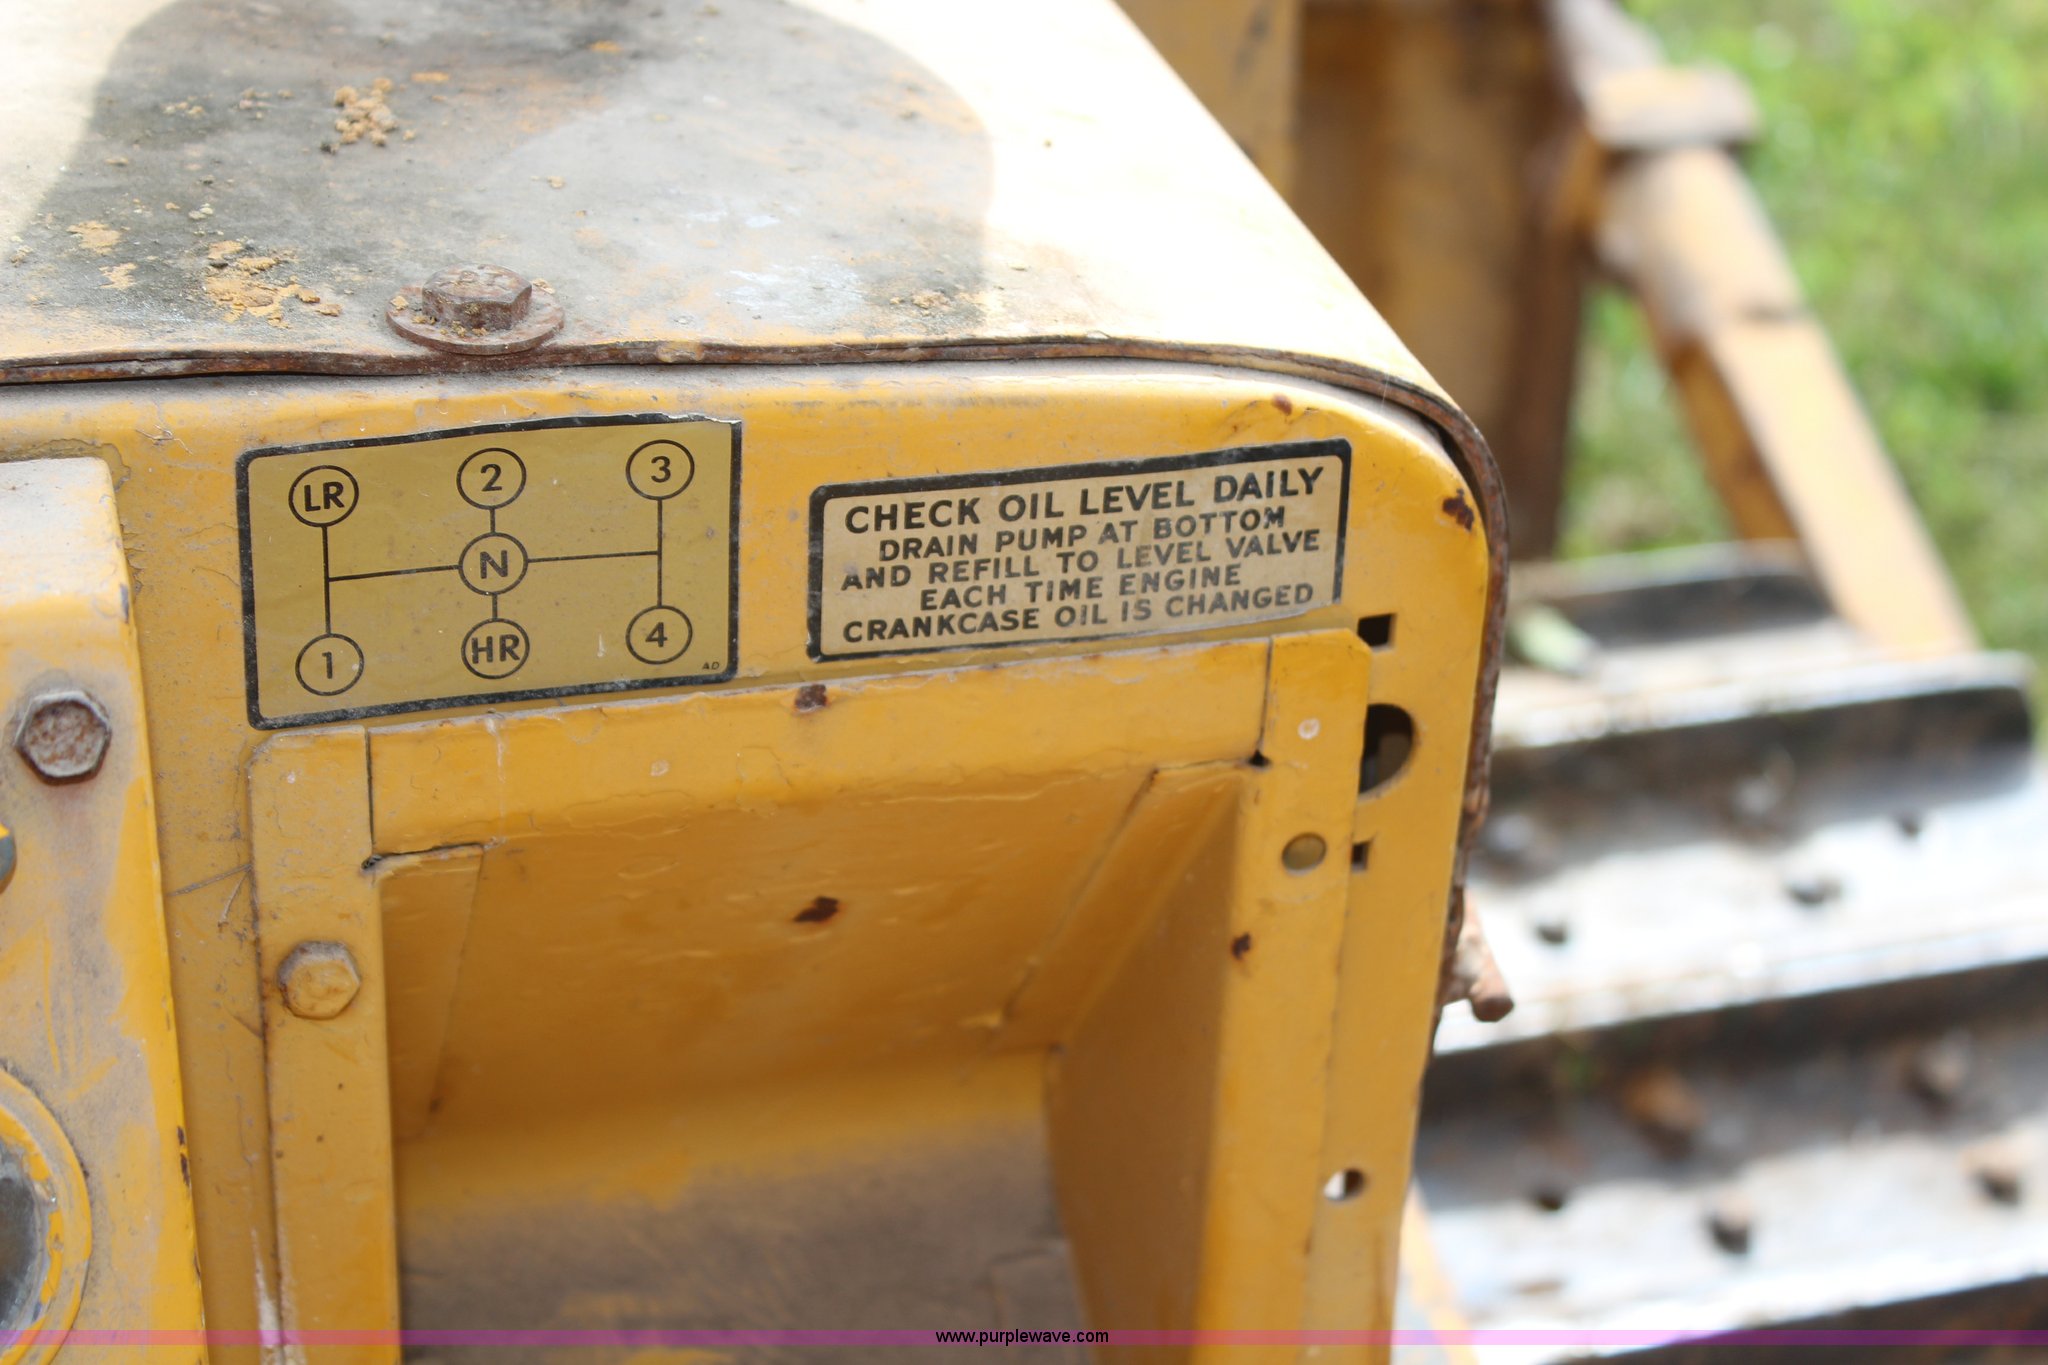 LR 2 3
N
1 HR 4
AD
CHECK OIL LEVEL DAILY
DRAIN PUMP AT BOTTOM
AND REFILL TO LEVEL VALVE
EACH TIME ENGINE
CRANKCASE OIL IS CHANGED
www.purplewave.com